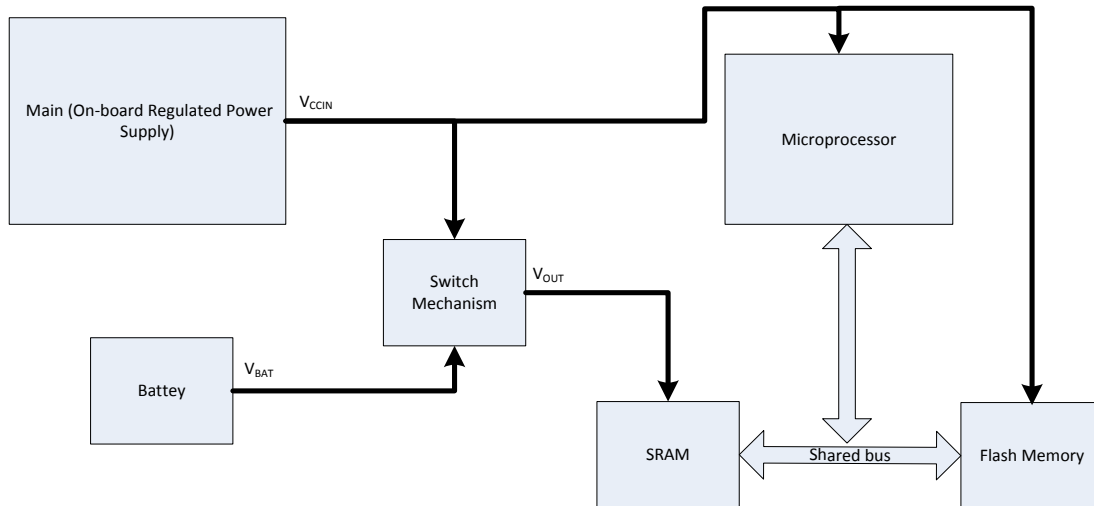 Main (On-board Regulated Power
Supply)
VCCIN
Microprocessor
Switch
Mechanism
VOUT
Battey
VBAT
SRAM
Shared bus
Flash Memory